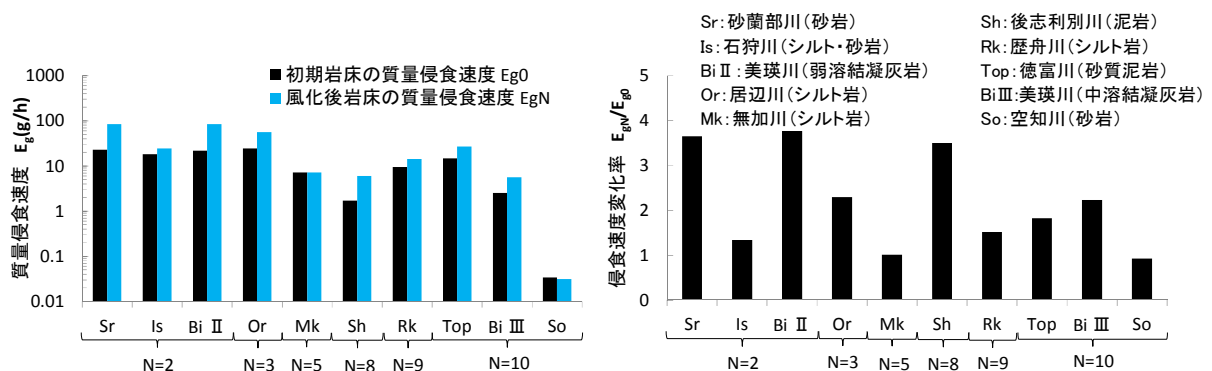 質量侵食速度 Eg(g/h)
1000
100
10
1
0.1
0.01
初期岩床の質量侵食速度 Eg0
風化後岩床の質量侵食速度 EgN
Sr Is Bi Ⅱ Or Mk Sh Rk Top Bi Ⅲ So
N=2 N=3 N=5 N=8 N=9 N=10
Sr:砂蘭部川(砂岩)
Is:石狩川(シルト・砂岩)
Bi Ⅱ:美瑛川(弱溶結凝灰岩)
Or:居辺川(シルト岩)
Mk:無加川(シルト岩)
Sh:後志利別川(泥岩)
Rk:歴舟川(シルト岩)
Top:徳富川(砂質泥岩)
BiⅢ:美瑛川(中溶結凝灰岩)
So:空知川(砂岩)
侵食速度変化率 EgN/Eg0
5
4
3
2
1
0
Sr Is Bi Ⅱ Or Mk Sh Rk Top Bi Ⅲ So
N=2 N=3 N=5 N=8 N=9 N=10